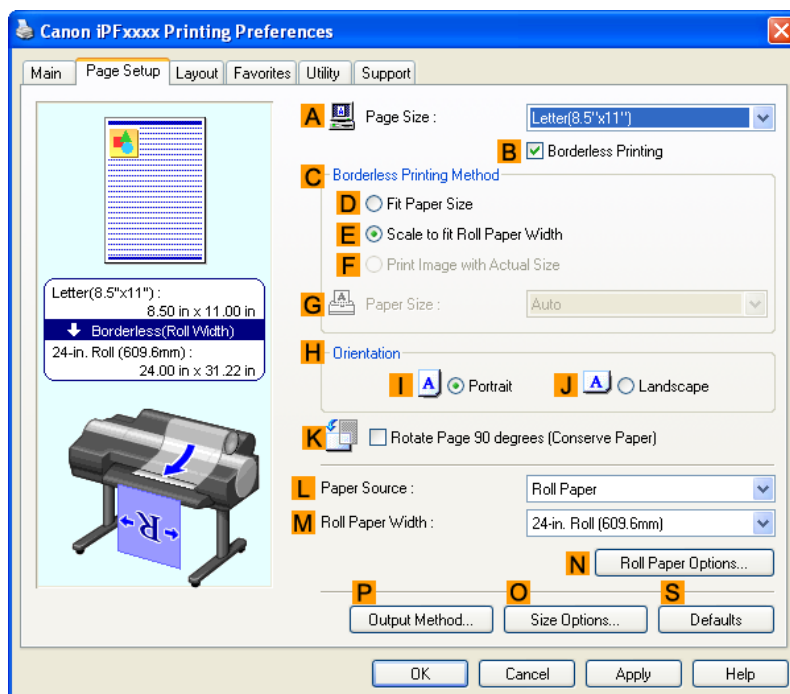 Canon iPFxxxx Printing Preferences
Main Page Setup Layout Favorites Utility Support
A Page Size : Letter(8.5"x11")
B Borderless Printing
C Borderless Printing Method
D Fit Paper Size
E Scale to fit Roll Paper Width
F Print Image with Actual Size
G A Paper Size : Auto
Letter(8.5"x11") :
8.50 in x 11.00 in
Borderless(Roll Width)
24-in. Roll (609.6mm) :
24.00 in x 31.22 in
H Orientation
I A Portrait J A Landscape
K Rotate Page 90 degrees (Conserve Paper)
L Paper Source : Roll Paper
M Roll Paper Width : 24-in. Roll (609.6mm)
R
N Roll Paper Options...
P O S
Output Method... Size Options... Defaults
OK Cancel Apply Help